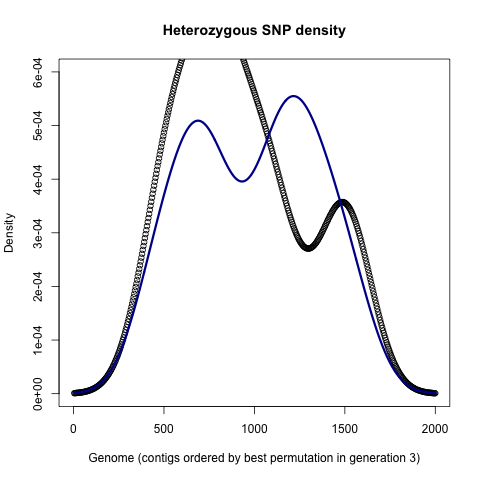 Heterozygous SNP density
6e-04
5e-04
4e-04
3e-04
2e-04
1e-04
0e+00
Density
0 500 1000 1500 2000
Genome (contigs ordered by best permutation in generation 3)